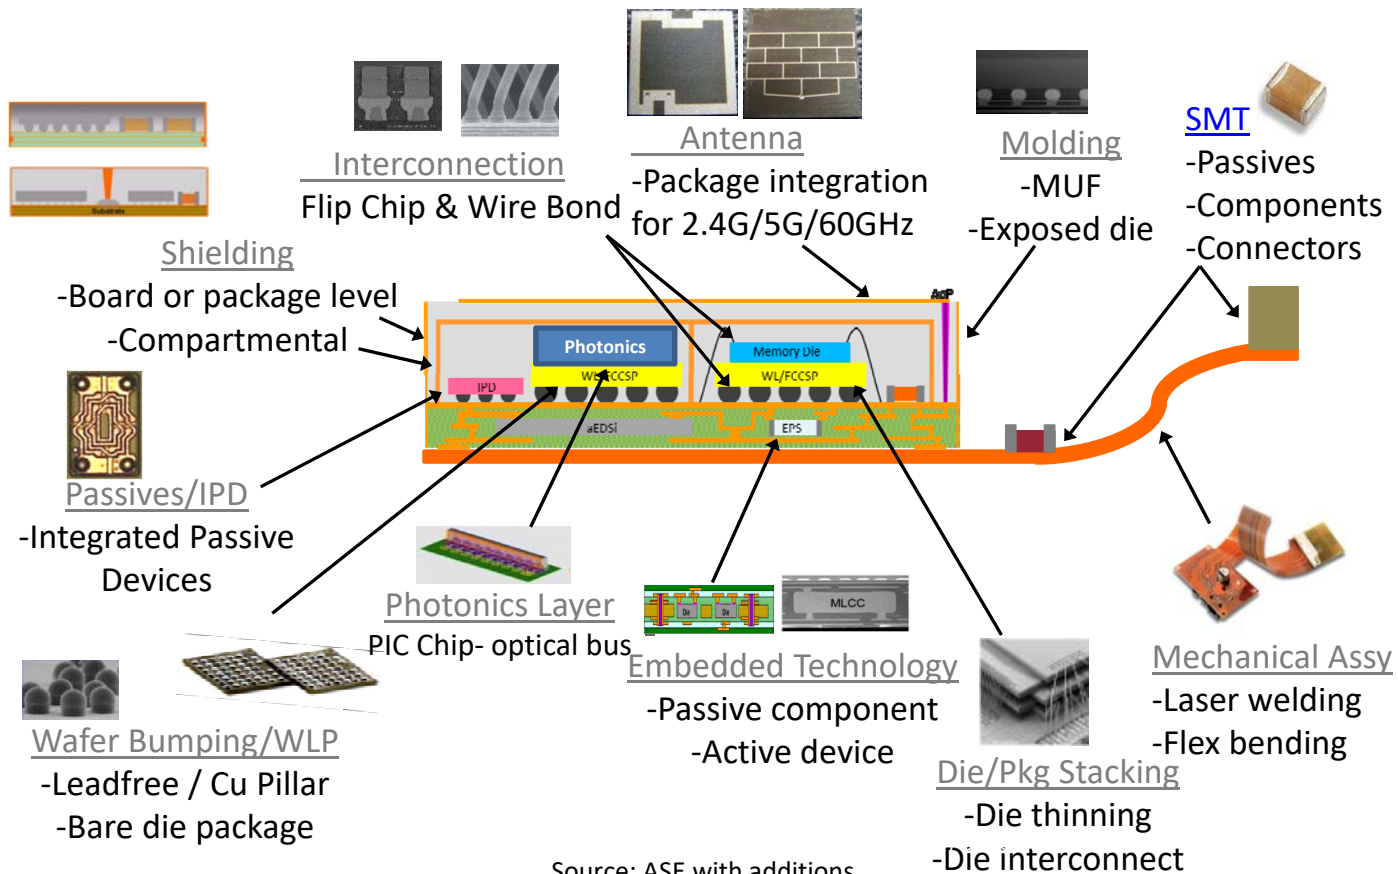 Interconnection
Flip Chip & Wire Bond
Antenna
-Package integration
for 2.4G/5G/60GHz
Molding
-MUF
-Exposed die
SMT
-Passives
-Components
-Connectors
Substrate
Shielding
-Board or package level
-Compartmental
AoP
Photonics
Memory Die
WL/FCCSP
WL/FCCSP
IPD
aEDSi
EPS
Passives/IPD
-Integrated Passive
Devices
Photonics Layer
PIC Chip- optical bus
Die
Die
MLCC
Embedded Technology
-Passive component
-Active device
Mechanical Assy
-Laser welding
-Flex bending
Wafer Bumping/WLP
-Leadfree / Cu Pillar
-Bare die package
Die/Pkg Stacking
-Die thinning
-Die interconnect
Source: ASE with additions